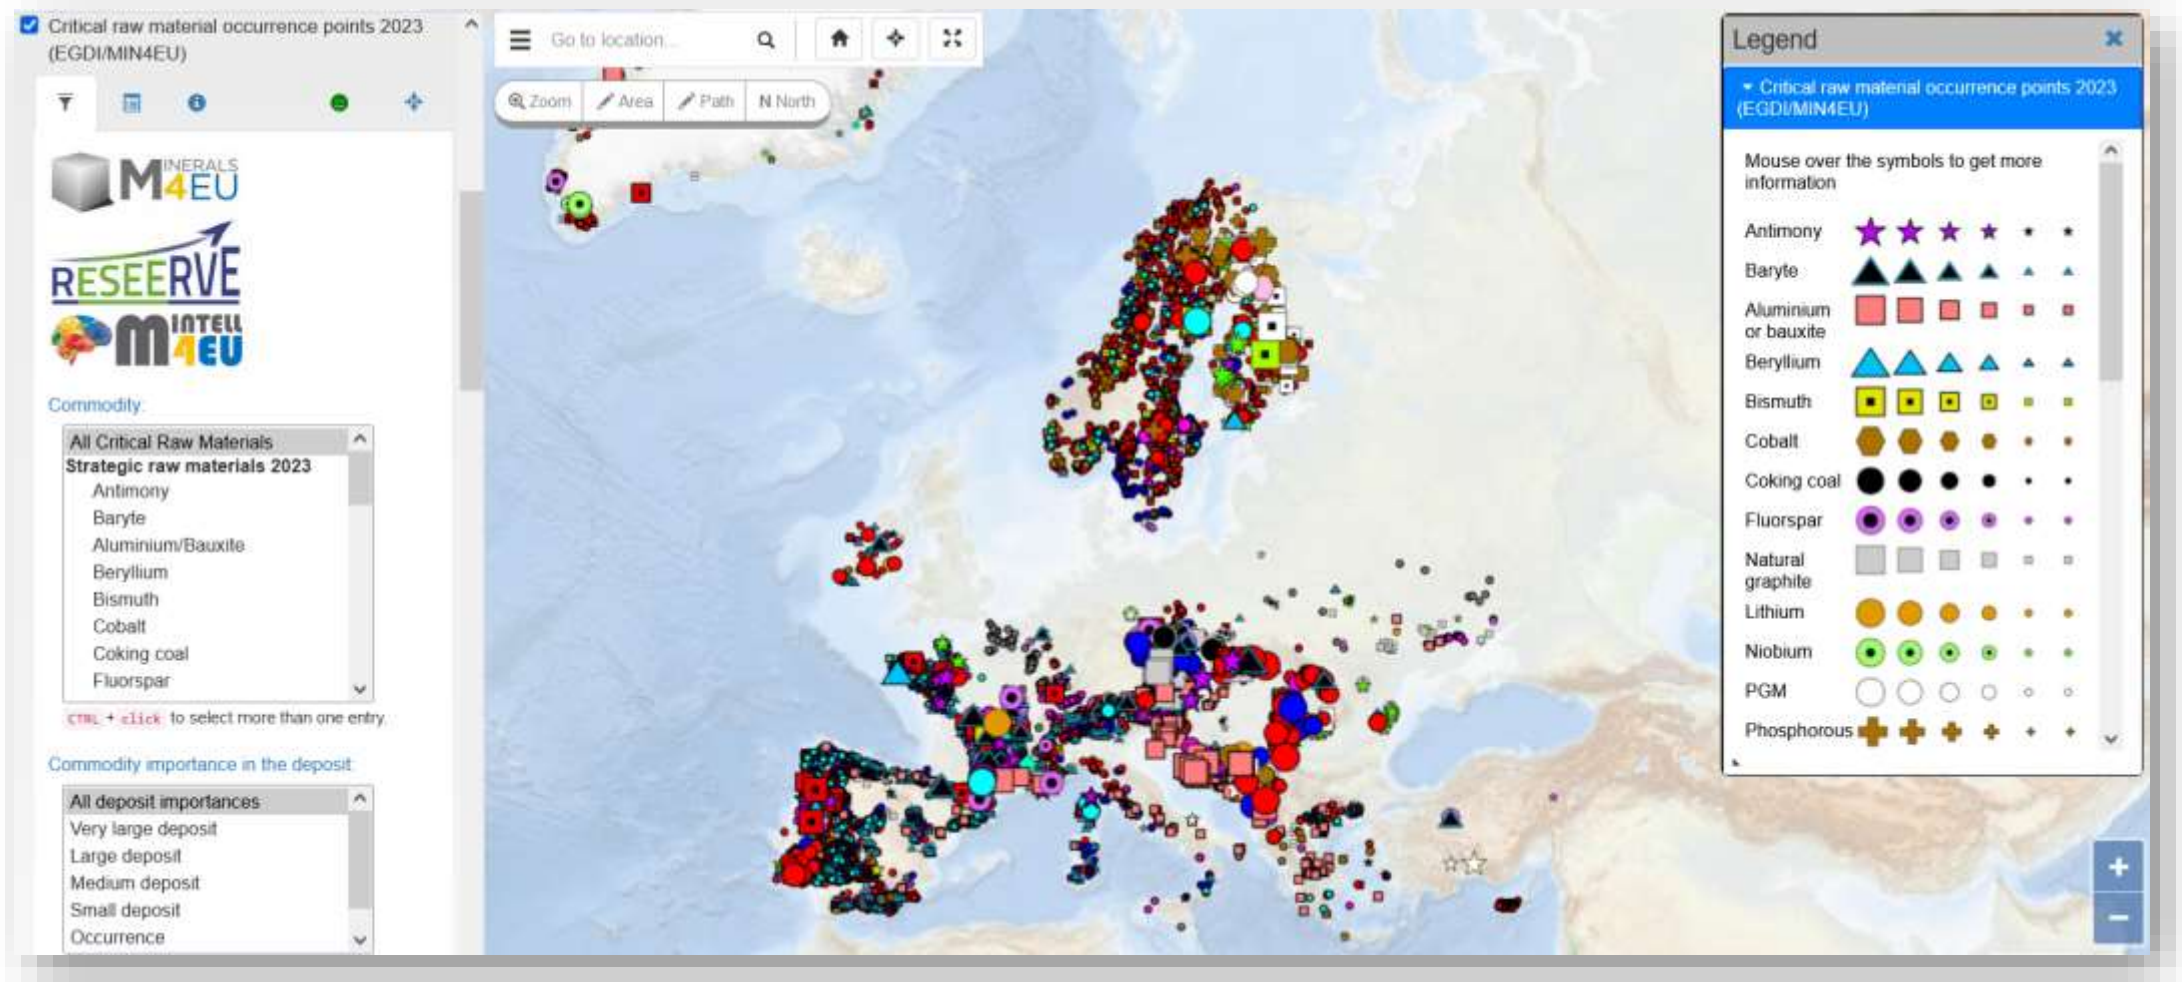 Critical raw material occurrence points 2023
(EGDI/MIN4EU)
MINERALS
M4EU
RESEERVE
MINTELL
4EU
Commodity:
All Critical Raw Materials
Strategic raw materials 2023
Antimony
Baryte
Aluminium/Bauxite
Beryllium
Bismuth
Cobalt
Coking coal
Fluorspar
CTRL + click to select more than one entry.
Commodity importance in the deposit:
All deposit importances
Very large deposit
Large deposit
Medium deposit
Small deposit
Occurrence
Go to location...
Zoom
Area
Path
N North
Legend
Critical raw material occurrence points 2023
(EGDI/MIN4EU)
Mouse over the symbols to get more
information
Antimony
Baryte
Aluminium
or bauxite
Beryllium
Bismuth
Cobalt
Coking coal
Fluorspar
Natural
graphite
Lithium
Niobium
PGM
Phosphorous